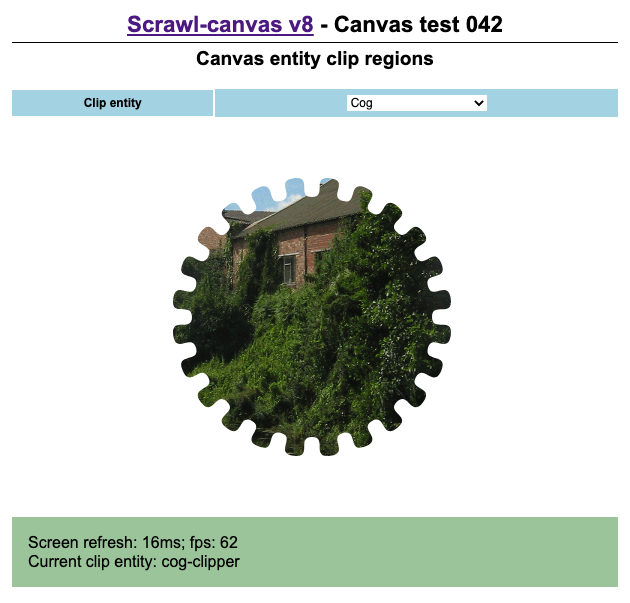 Scrawl-canvas v8 - Canvas test 042
Canvas entity clip regions
Clip entity
Cog
Screen refresh: 16ms; fps: 62
Current clip entity: cog-clipper